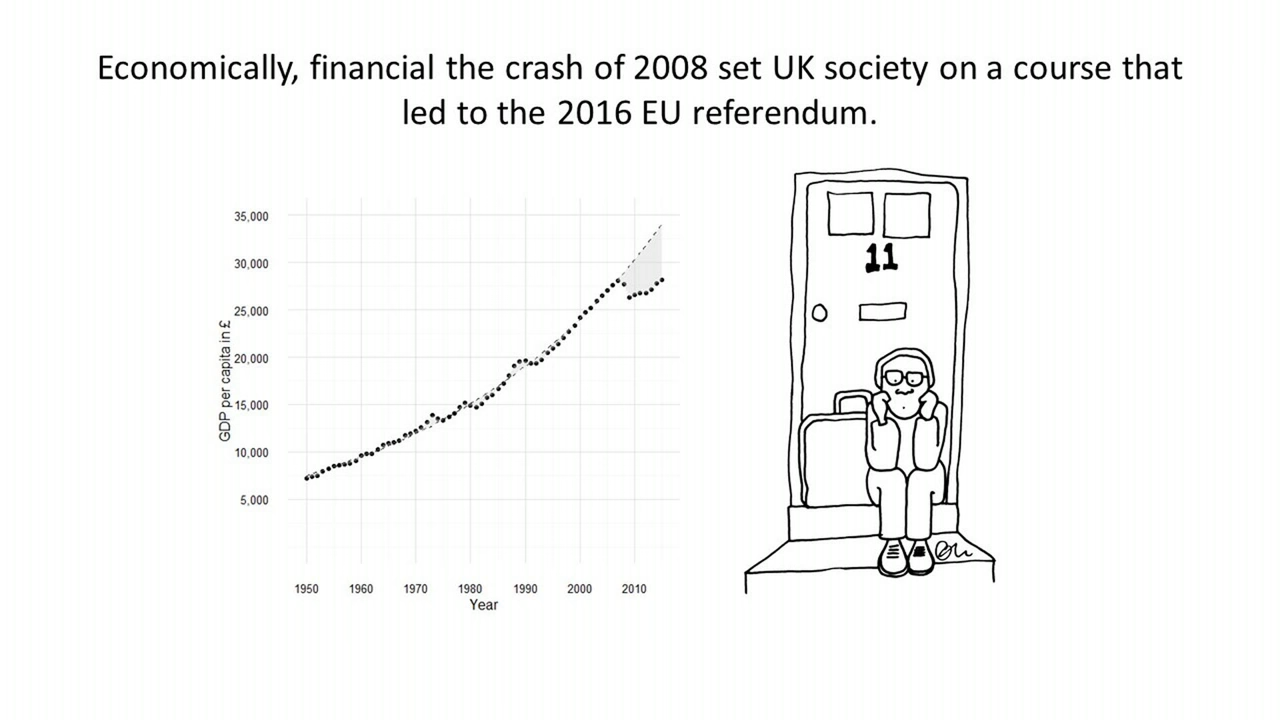 Economically, financial the crash of 2008 set UK society on a course that
led to the 2016 EU referendum.
35,000
30,000
25,000
20,000
15,000
10,000
5,000
GDP per capita in £
1950 1960 1970 1980 1990 2000 2010
Year
11